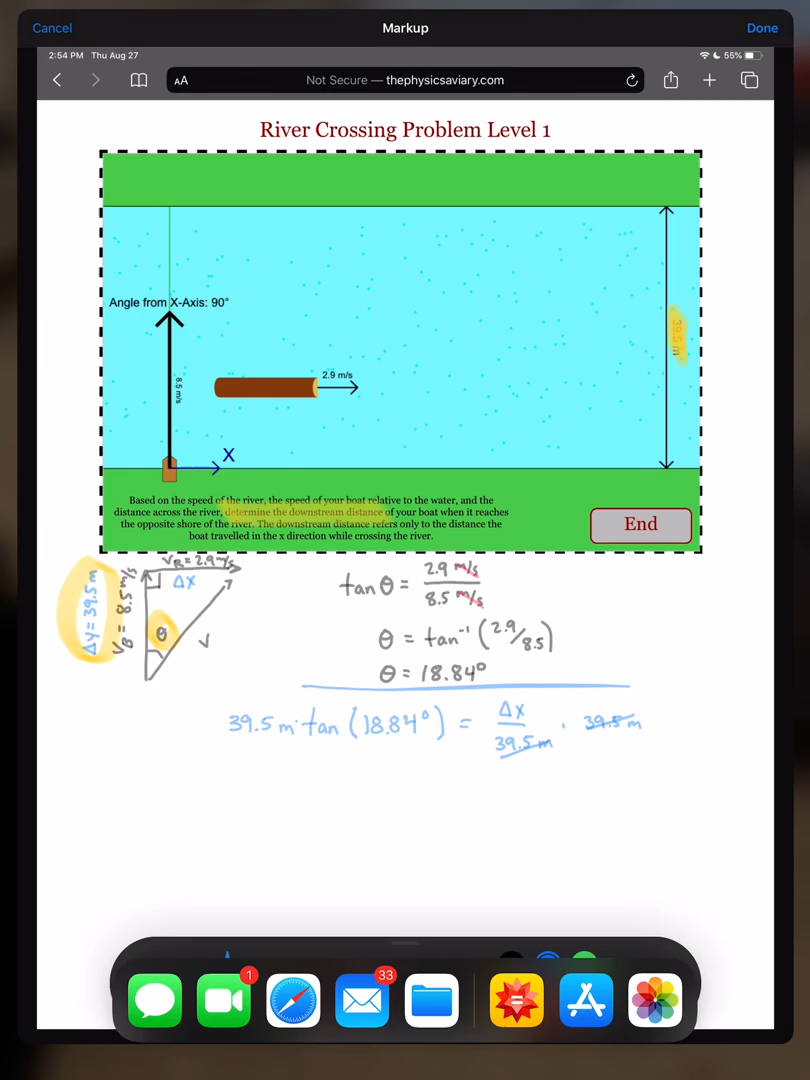 Cancel
Markup
Done
2:54 PM Thu Aug 27
55%
AA
Not Secure — thephysicsaviary.com
River Crossing Problem Level 1
Angle from X-Axis: 90°
8.5 m/s
2.9 m/s
39.5 m
X
Based on the speed of the river, the speed of your boat relative to the water, and the
distance across the river, determine the downstream distance of your boat when it reaches
the opposite shore of the river. The downstream distance refers only to the distance the
boat travelled in the x direction while crossing the river.
End
V_R = 2.9 m/s
Δx
Δy = 39.5 m
V_B = 8.5 m/s
θ
V
tan θ = 2.9 m/s / 8.5 m/s
θ = tan⁻¹ (2.9/8.5)
θ = 18.84°
39.5 m · tan (18.84°) = Δx / 39.5 m · 39.5 m
1
33